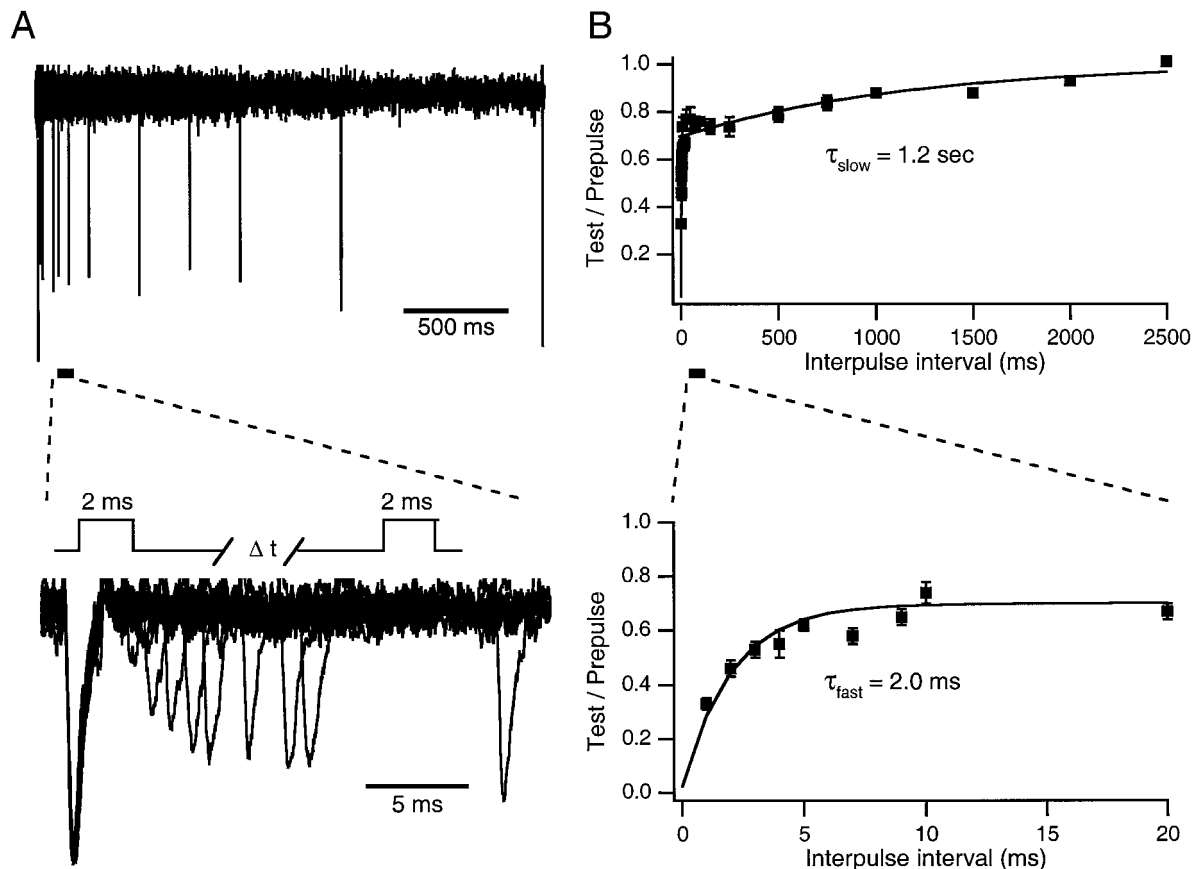 A
500 ms
2 ms
Δ t
2 ms
5 ms
B
Test / Prepulse
1.0
0.8
0.6
0.4
0.2
τslow = 1.2 sec
0
500
1000
1500
2000
2500
Interpulse interval (ms)
Test / Prepulse
1.0
0.8
0.6
0.4
0.2
0.0
τfast = 2.0 ms
0
5
10
15
20
Interpulse interval (ms)